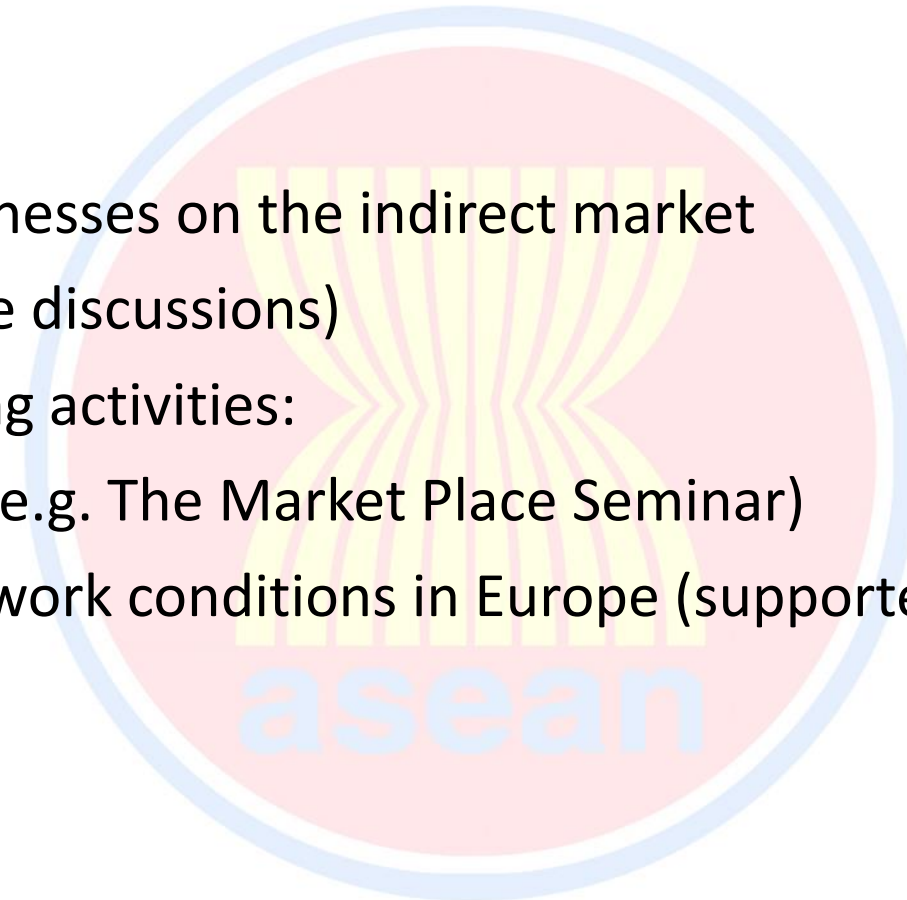 nesses on the indirect market
e discussions)
g activities:
e.g. The Market Place Seminar)
work conditions in Europe (supporte
asean